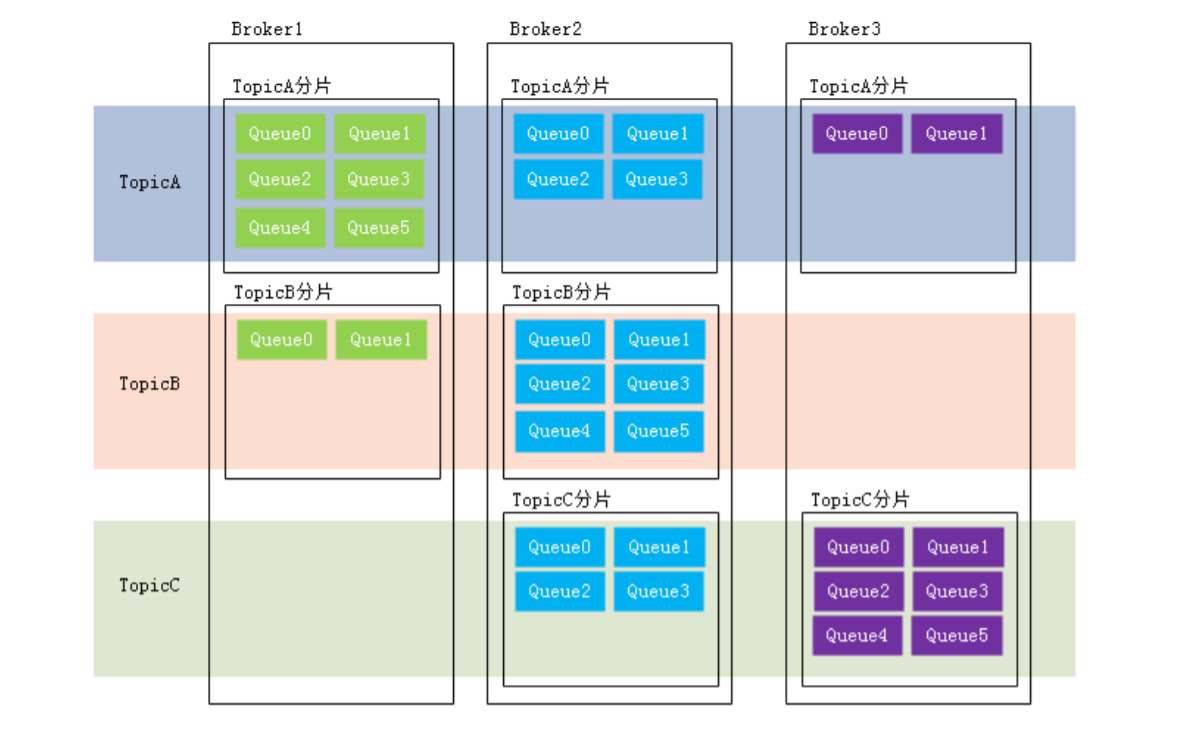 Broker1 Broker2 Broker3
TopicA分片 TopicA分片 TopicA分片
Queue0 Queue1 Queue0 Queue1 Queue0 Queue1
TopicA
Queue2 Queue3 Queue2 Queue3
Queue4 Queue5
TopicB分片 TopicB分片
Queue0 Queue1 Queue0 Queue1
TopicB
Queue2 Queue3
Queue4 Queue5
TopicC分片 TopicC分片
Queue0 Queue1 Queue0 Queue1
TopicC
Queue2 Queue3 Queue2 Queue3
Queue4 Queue5